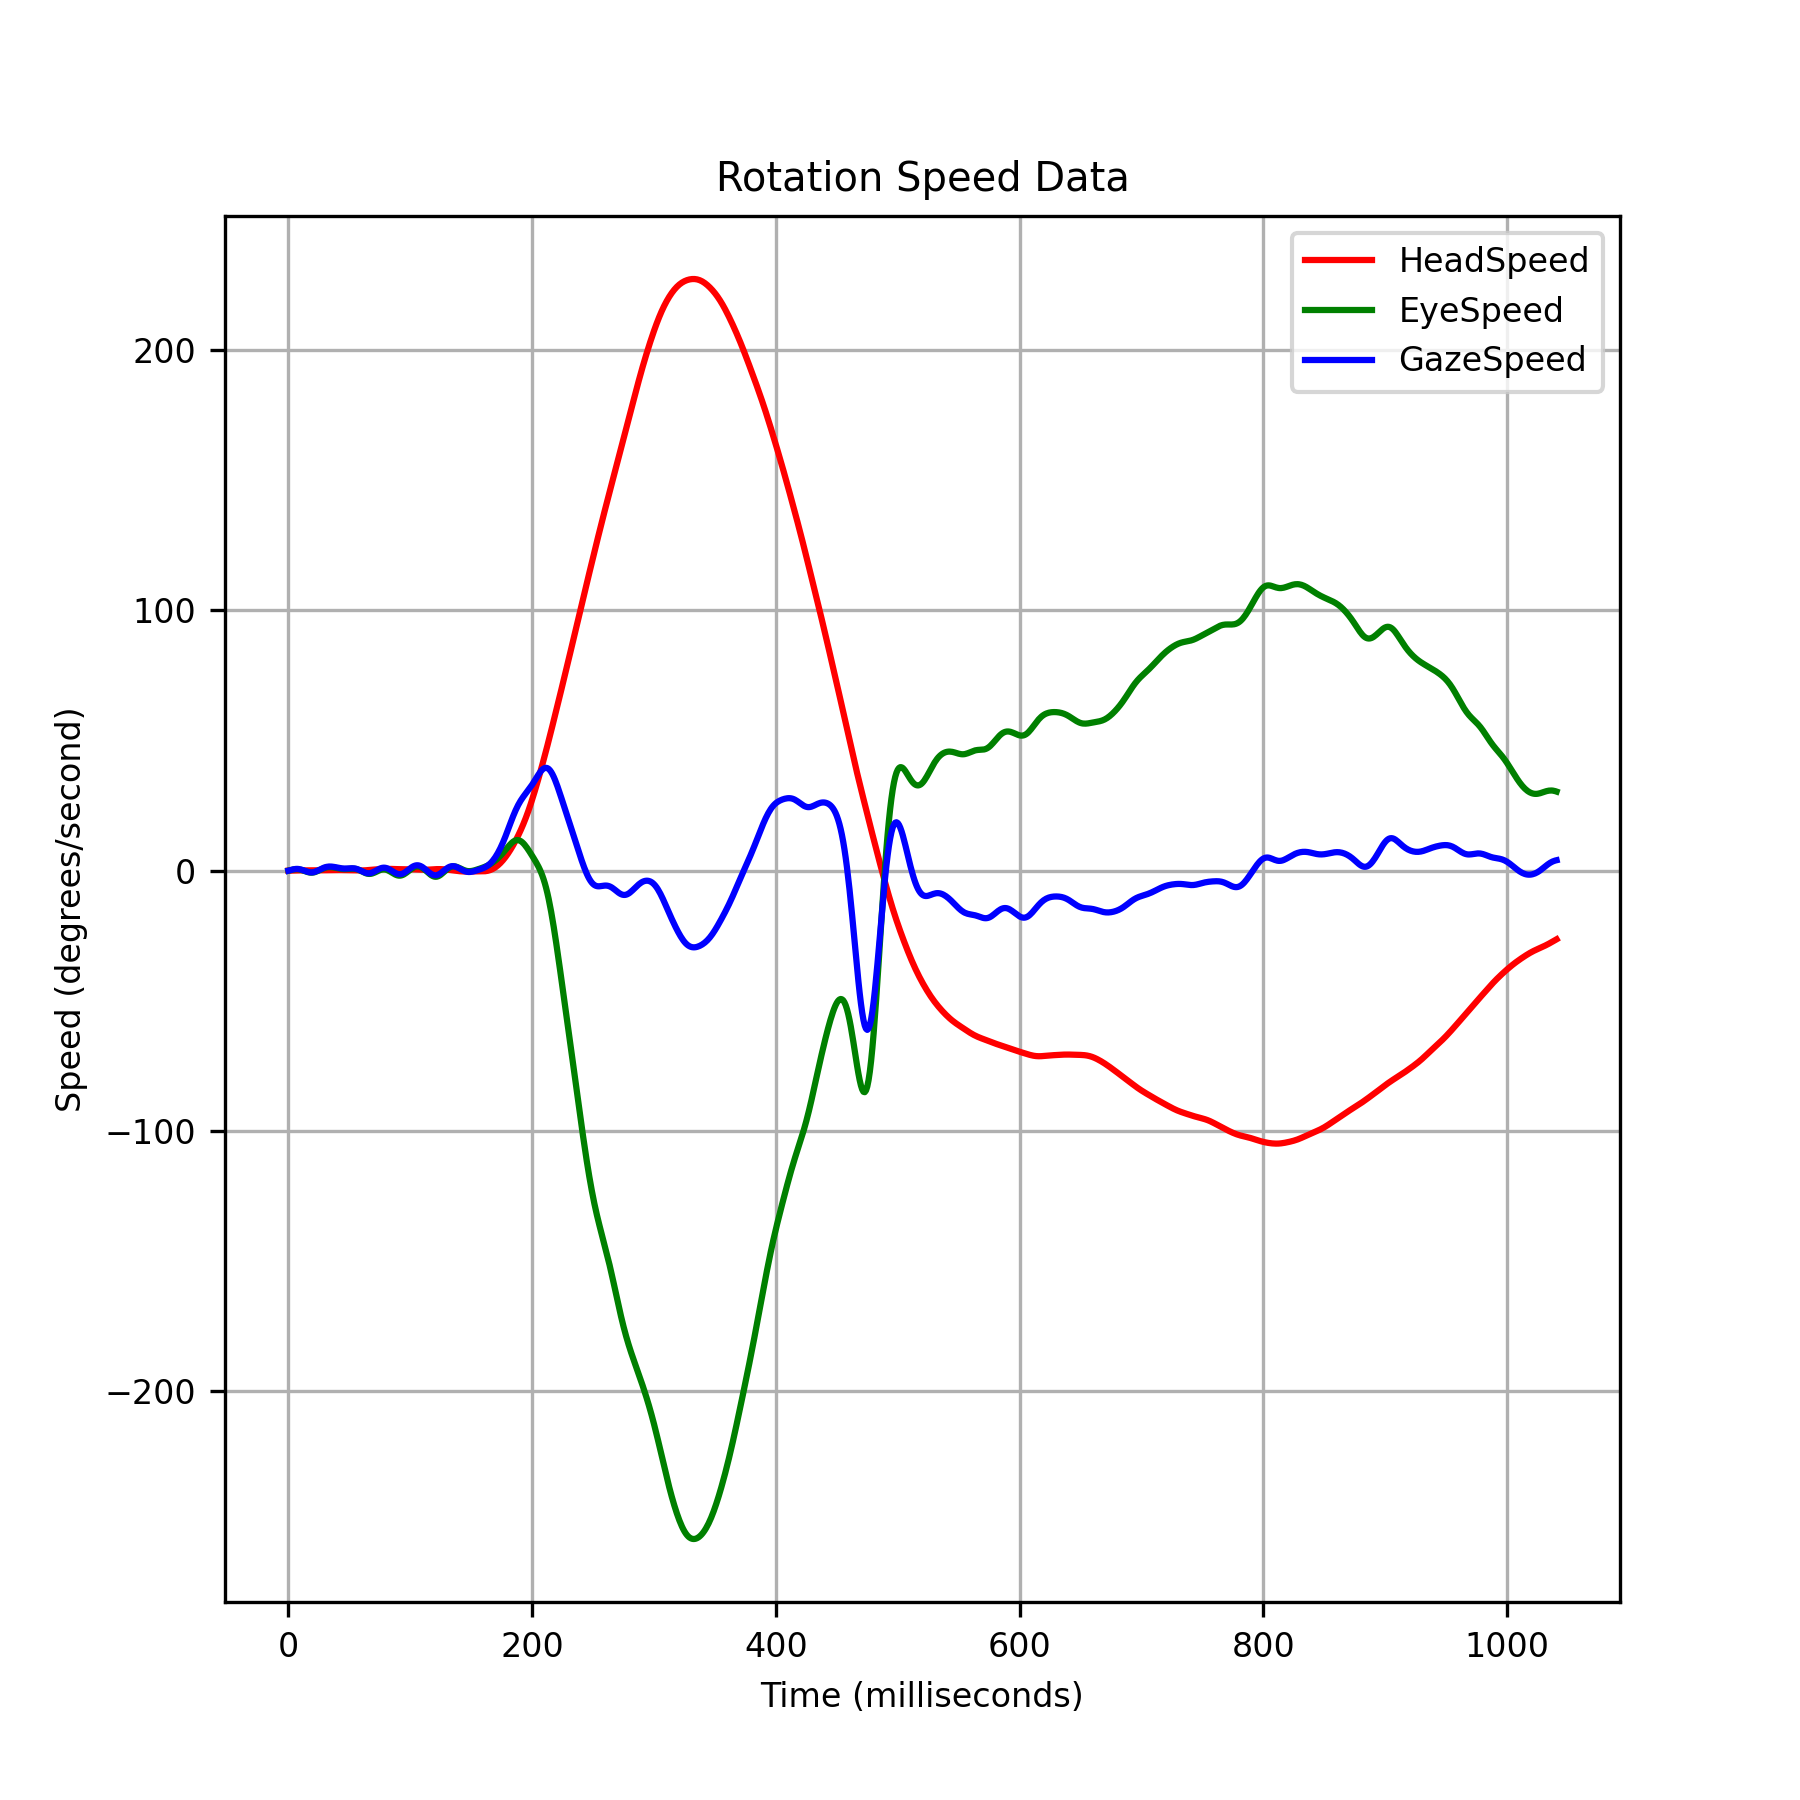 Rotation Speed Data
HeadSpeed
EyeSpeed
GazeSpeed
Speed (degrees/second)
200
100
0
−100
−200
0 200 400 600 800 1000
Time (milliseconds)